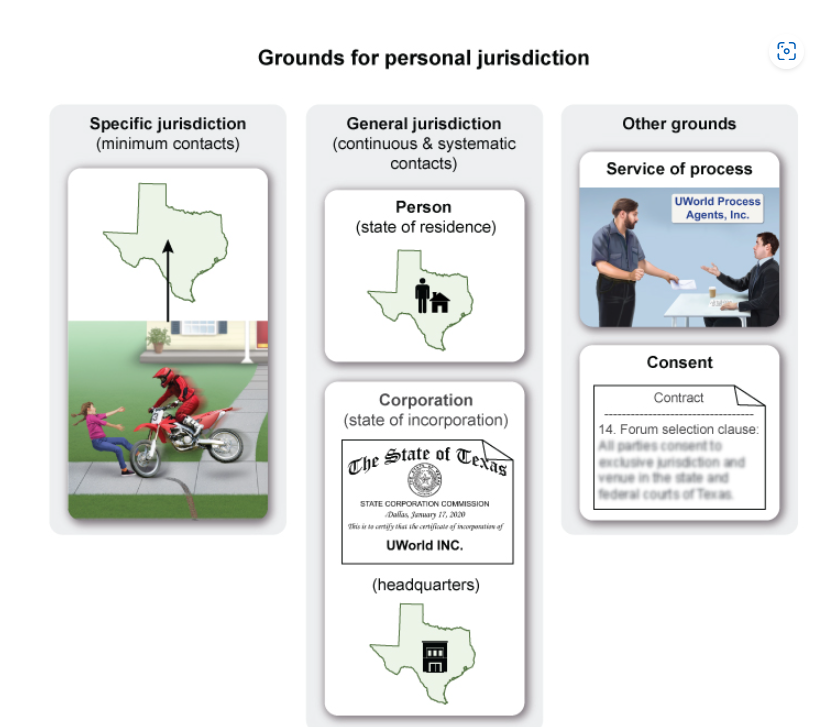 Grounds for personal jurisdiction
Specific jurisdiction
(minimum contacts)
General jurisdiction
(continuous & systematic
contacts)
Person
(state of residence)
Corporation
(state of incorporation)
The State of Texas
STATE CORPORATION COMMISSION
Dallas, January 17, 2020
This is to certify that the certificate of incorporation of
UWorld INC.
(headquarters)
Other grounds
Service of process
UWorld Process
Agents, Inc.
Consent
Contract
14. Forum selection clause:
All parties consent to
exclusive jurisdiction and
venue in the state and
federal courts of Texas.